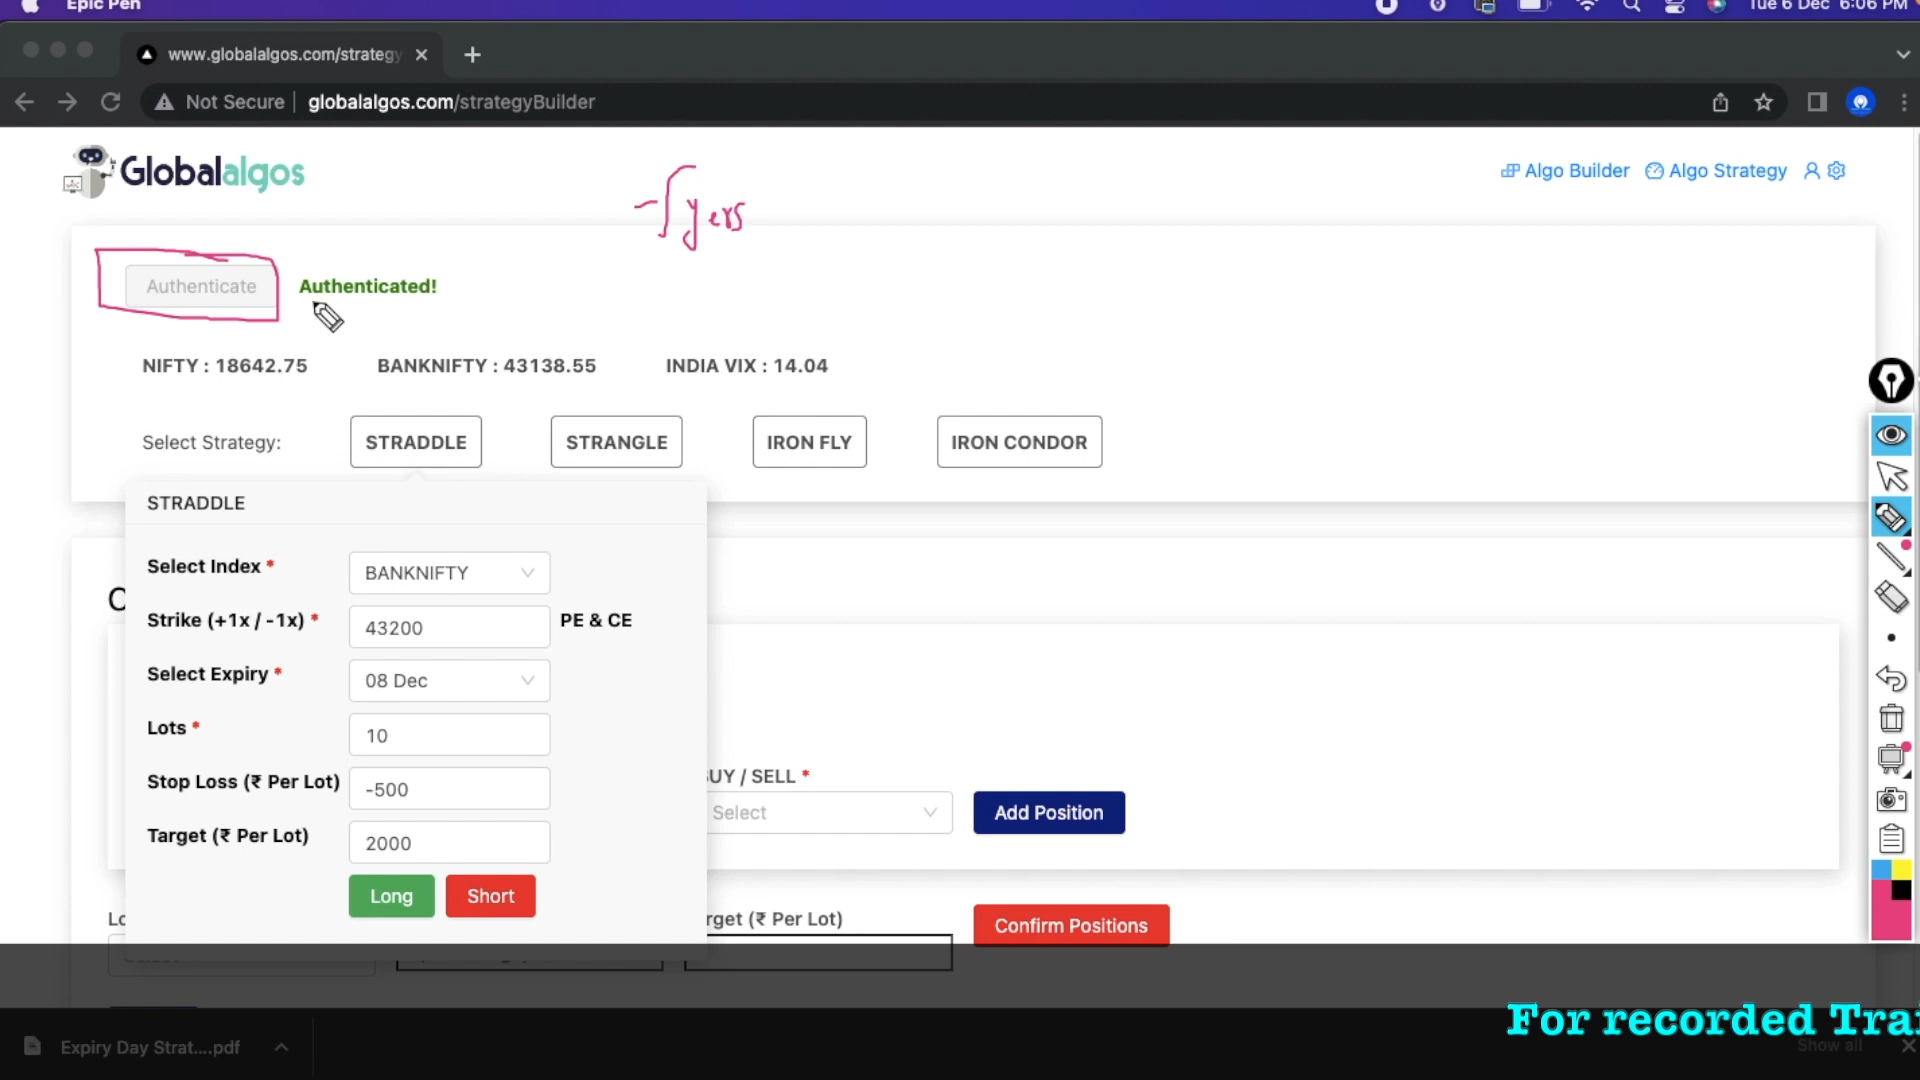 Epic Pen
Tue 6 Dec 6:06 PM
www.globalalgos.com/strategy
Not Secure globalalgos.com/strategyBuilder
Globalalgos
Algo Builder
Algo Strategy
fyers
Authenticate
Authenticated!
NIFTY : 18642.75
BANKNIFTY : 43138.55
INDIA VIX : 14.04
Select Strategy:
STRADDLE
STRANGLE
IRON FLY
IRON CONDOR
STRADDLE
Select Index *
BANKNIFTY
Strike (+1x / -1x) *
43200
PE & CE
Select Expiry *
08 Dec
Lots *
10
Stop Loss (₹ Per Lot)
-500
Target (₹ Per Lot)
2000
Long
Short
UY / SELL *
Select
Add Position
Lo
rget (₹ Per Lot)
Confirm Positions
For recorded Trai
Expiry Day Strat....pdf
Show all